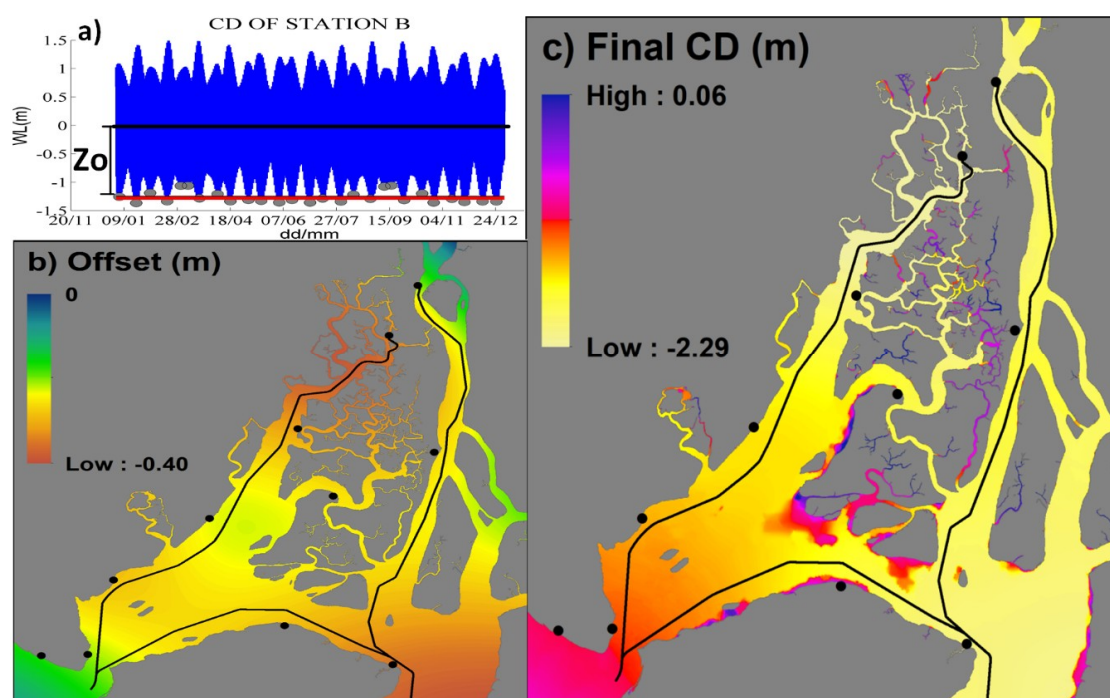 a)
CD OF STATION B
1.5
1
0.5
0
-0.5
-1
-1.5
WL(m)
Zo
20/11 09/01 28/02 18/04 07/06 27/07 15/09 04/11 24/12
dd/mm
b) Offset (m)
0
Low : -0.40
c) Final CD (m)
High : 0.06
Low : -2.29